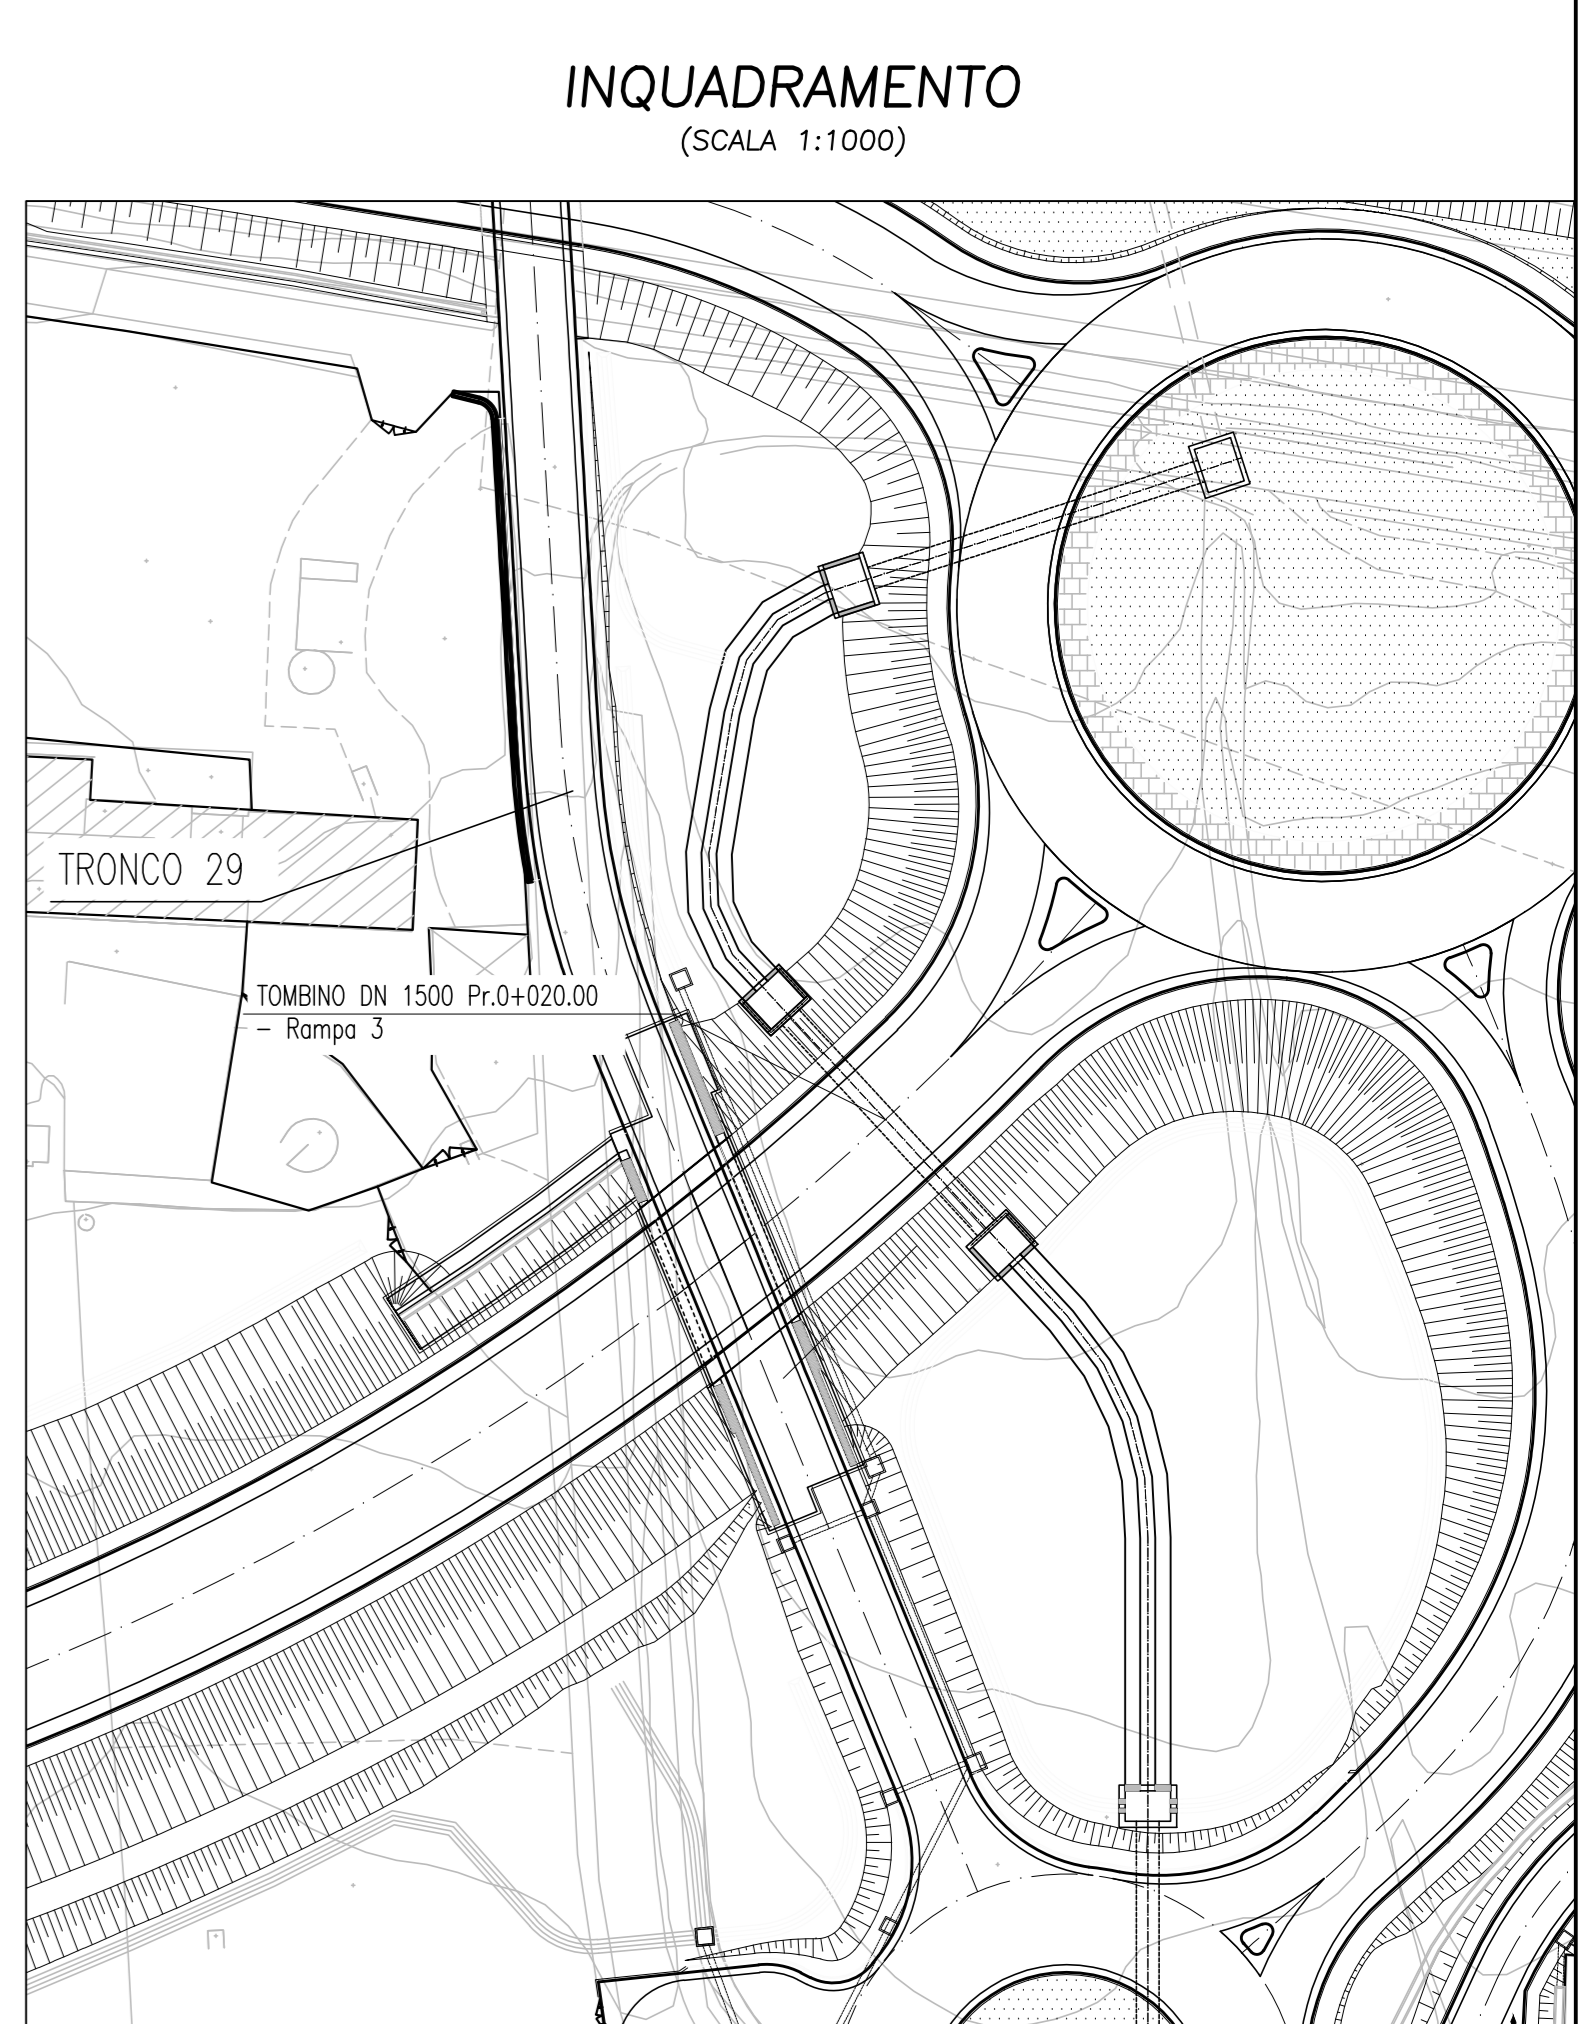 INQUADRAMENTO
(SCALA 1:1000)
TRONCO 29
TOMBINO DN 1500 Pr.0+020.00
- Rampa 3